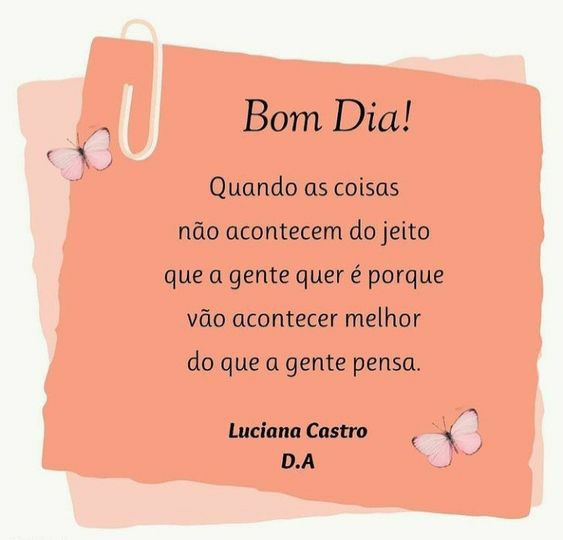 Bom Dia!
Quando as coisas
não acontecem do jeito
que a gente quer é porque
vão acontecer melhor
do que a gente pensa.
Luciana Castro
D.A